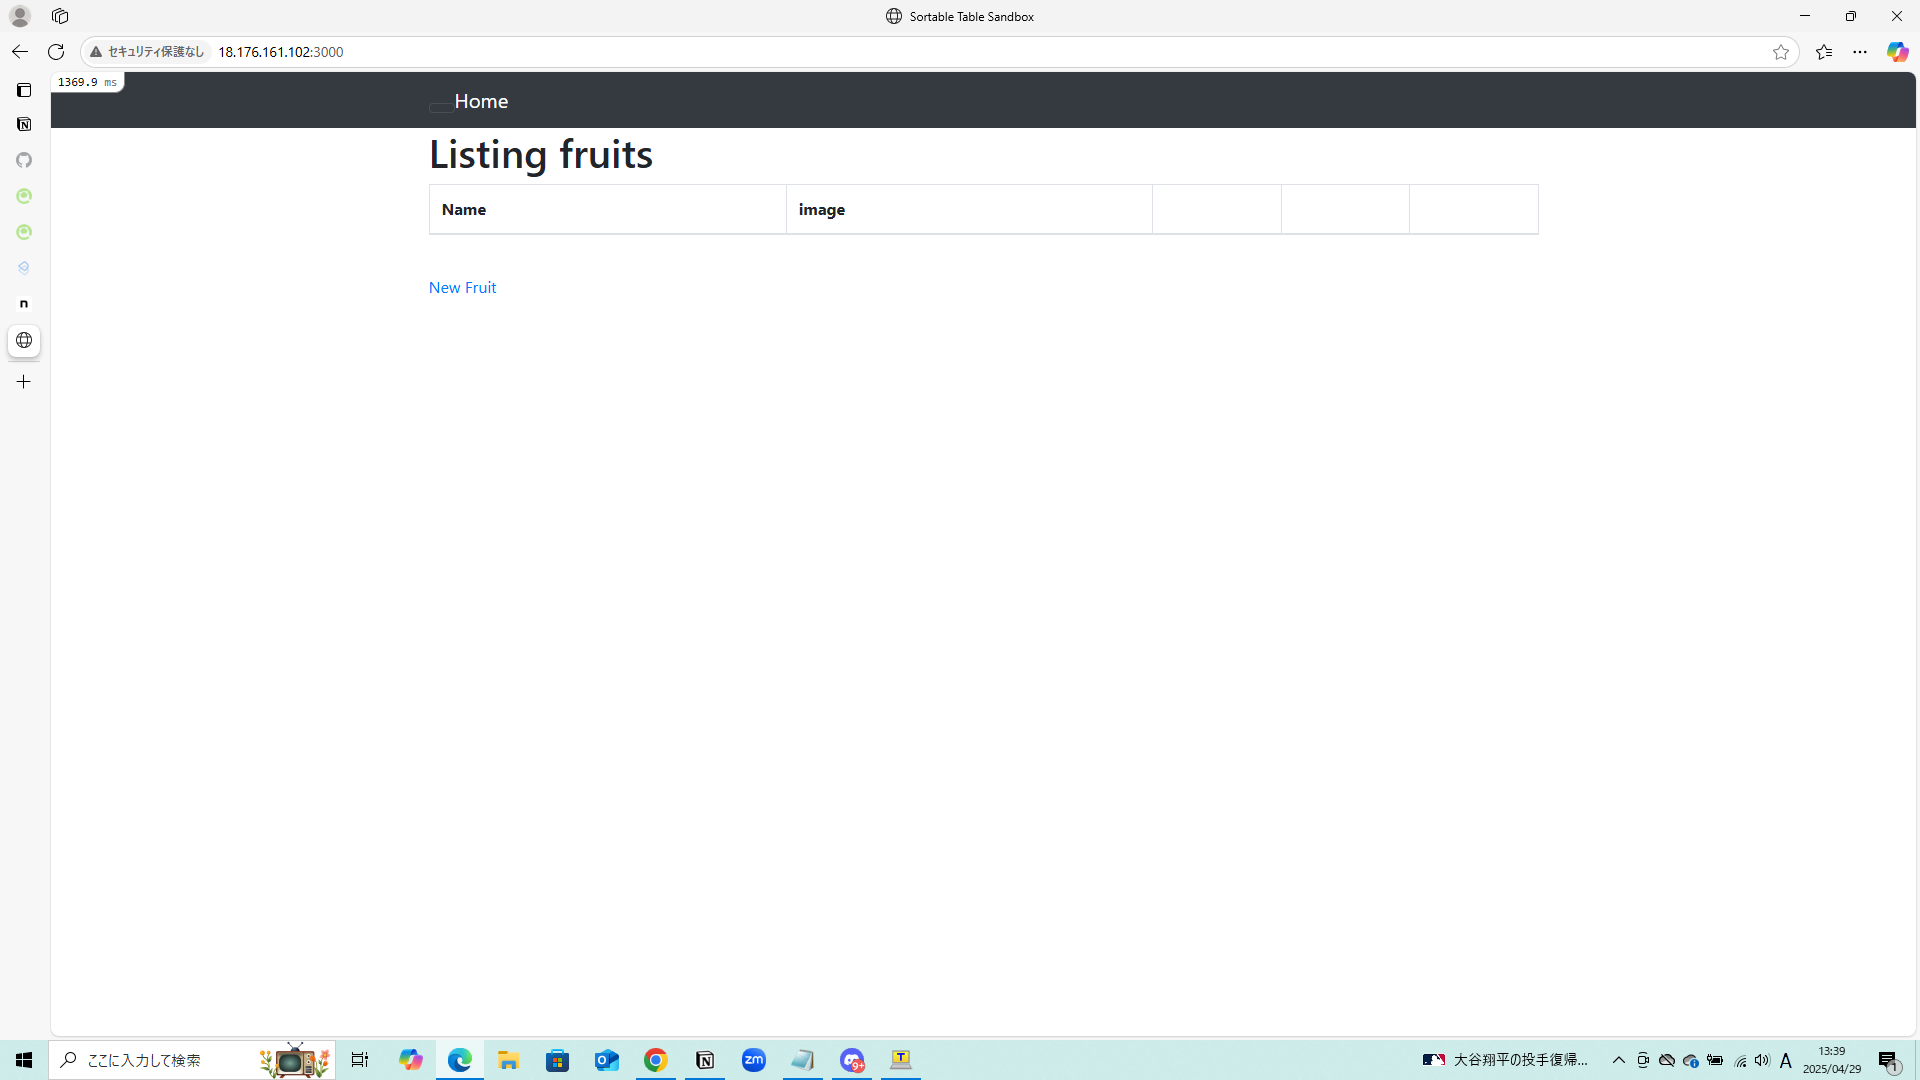 Sortable Table Sandbox
セキュリティ保護なし 18.176.161.102:3000
1369.9 ms
Home
Listing fruits
Name image
New Fruit
ここに入力して検索
大谷翔平の投手復帰...
A
13:39
2025/04/29
9+
1